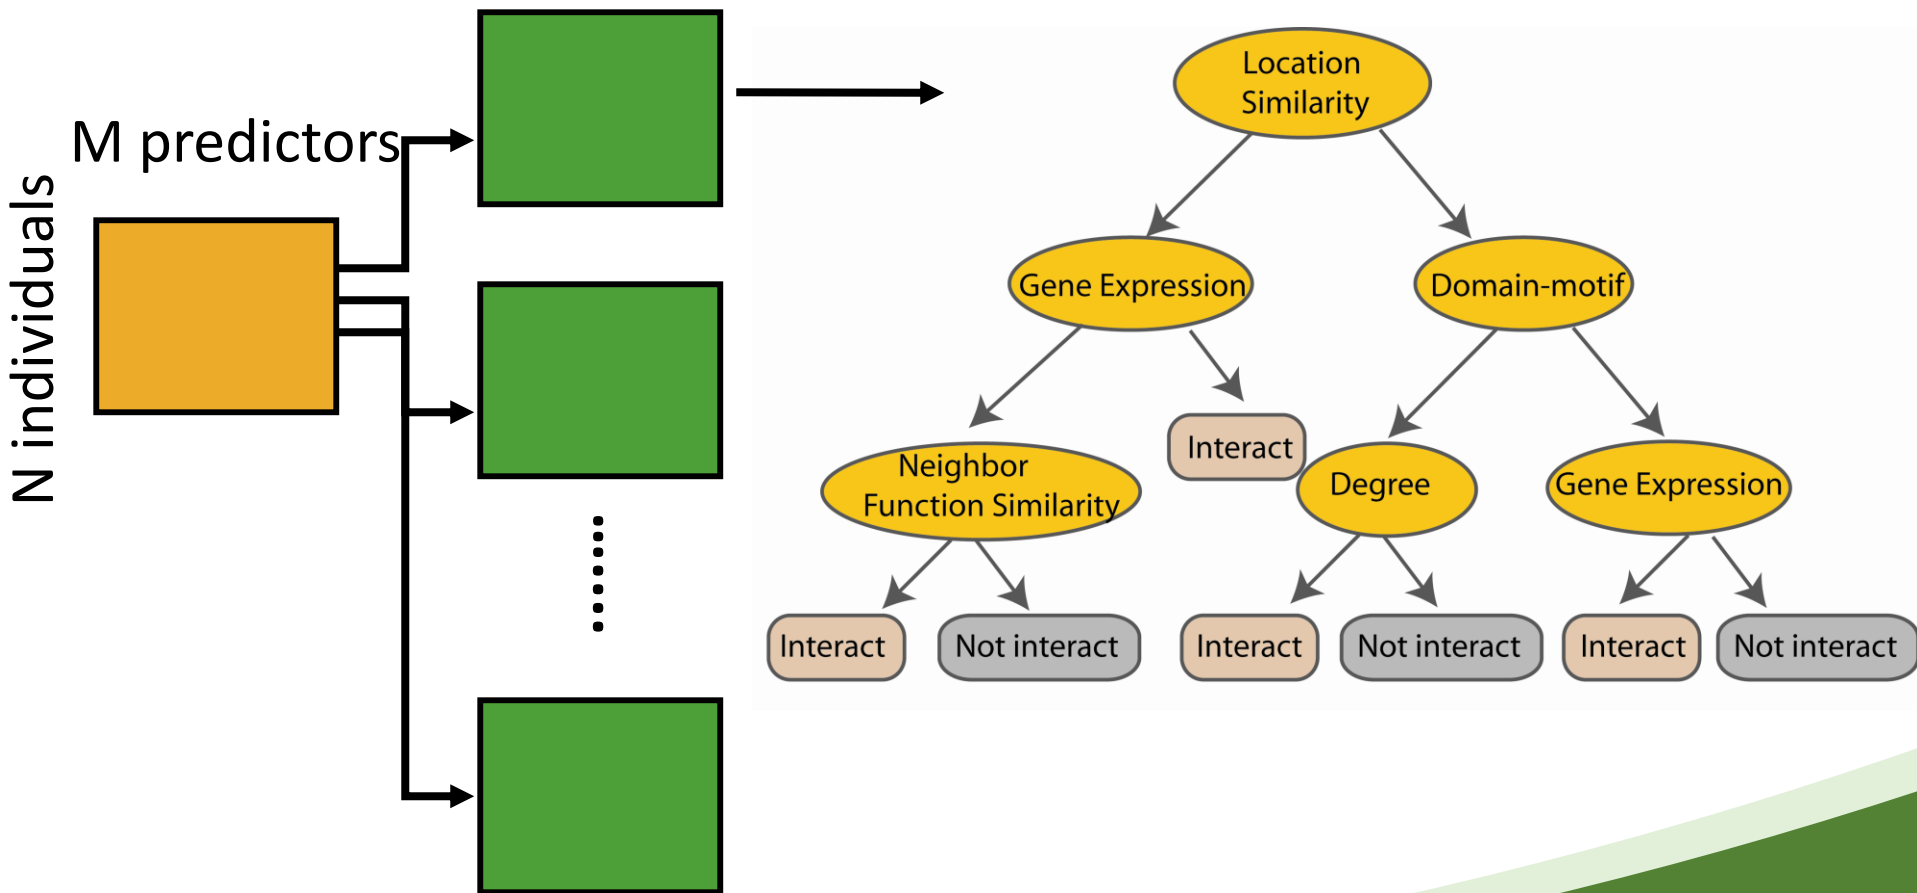 M predictors
N individuals
Location
Similarity
Gene Expression
Domain-motif
Neighbor
Function Similarity
Interact
Degree
Gene Expression
Interact
Not interact
Interact
Not interact
Interact
Not interact